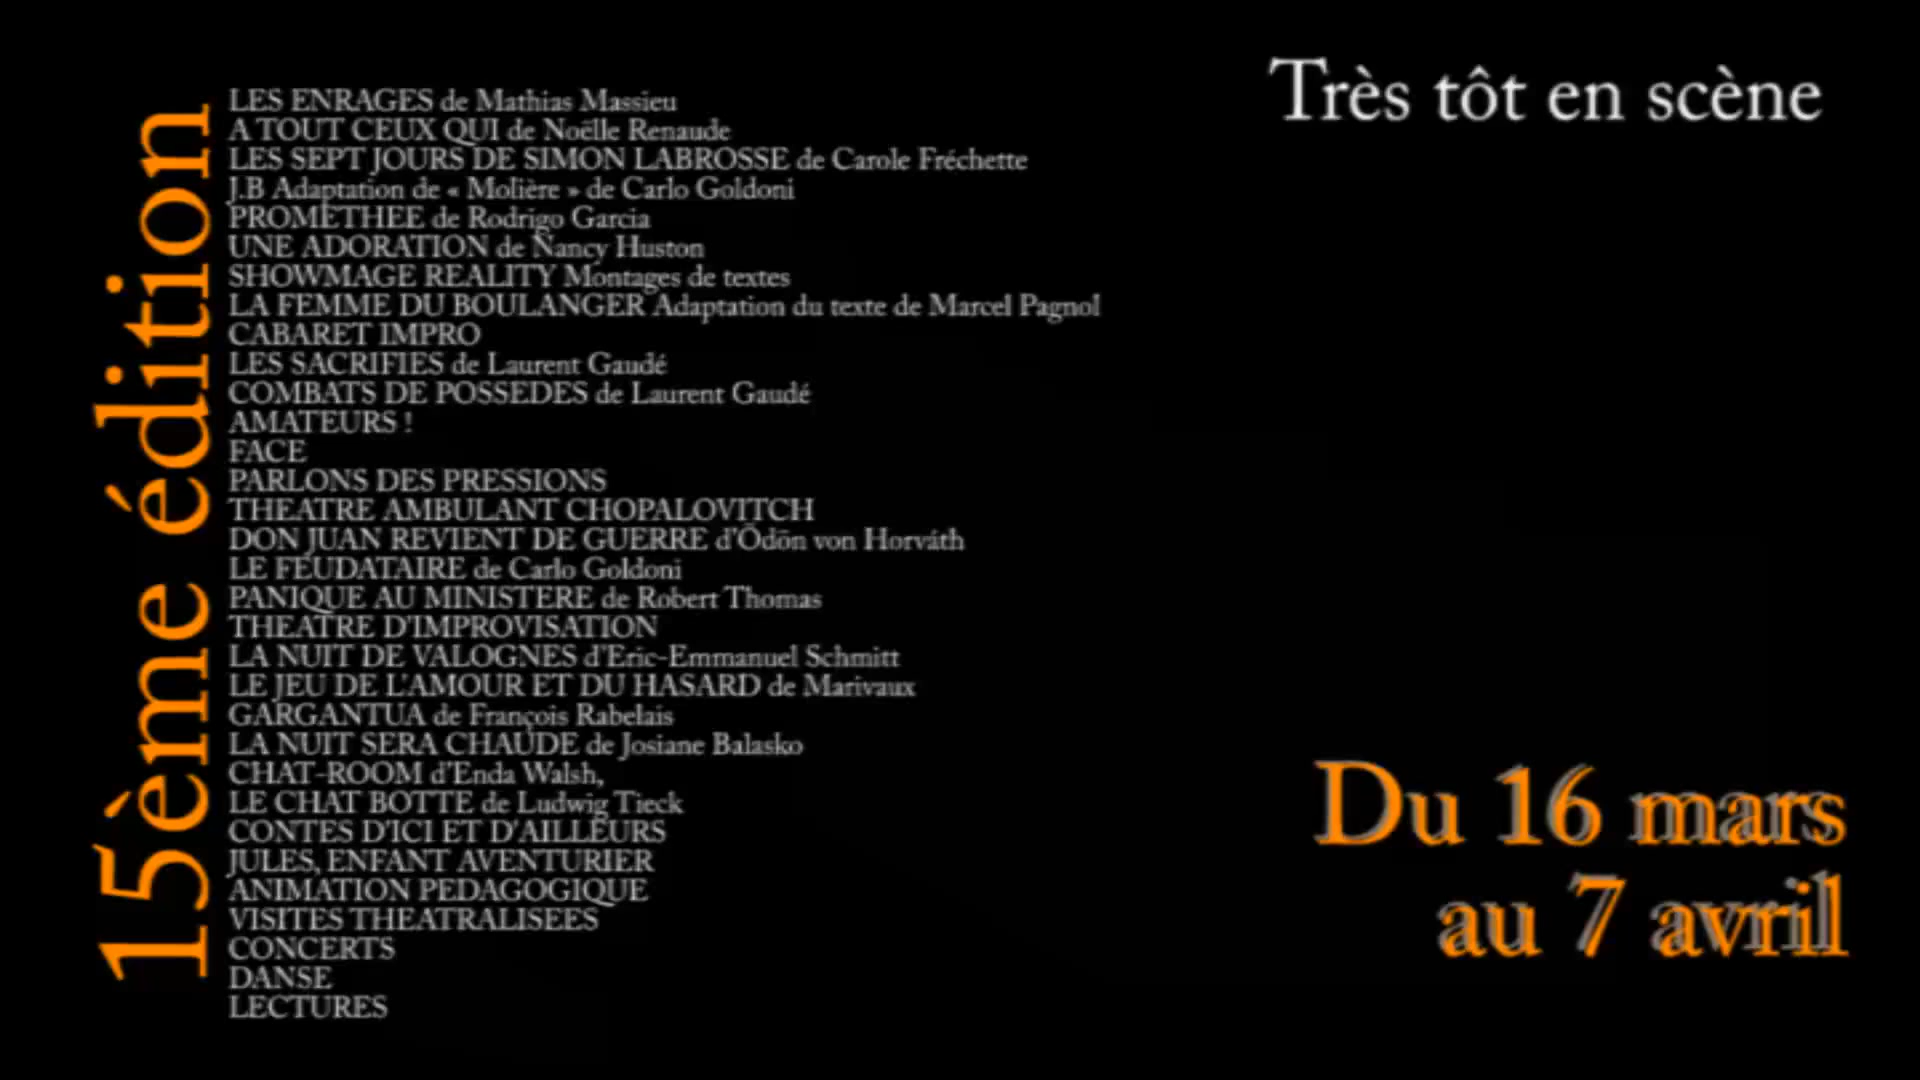 15ème édition
LES ENRAGES de Mathias Massieu
A TOUT CEUX QUI de Noëlle Renaude
LES SEPT JOURS DE SIMON LABROSSE de Carole Fréchette
J.B Adaptation de « Molière » de Carlo Goldoni
PROMETHEE de Rodrigo Garcia
UNE ADORATION de Nancy Huston
SHOWMAGE REALITY Montages de textes
LA FEMME DU BOULANGER Adaptation du texte de Marcel Pagnol
CABARET IMPRO
LES SACRIFIES de Laurent Gaudé
COMBATS DE POSSEDES de Laurent Gaudé
AMATEURS !
FACE
PARLONS DES PRESSIONS
THEATRE AMBULANT CHOPALOVITCH
DON JUAN REVIENT DE GUERRE d'Ödön von Horváth
LE FEUDATAIRE de Carlo Goldoni
PANIQUE AU MINISTERE de Robert Thomas
THEATRE D'IMPROVISATION
LA NUIT DE VALOGNES d'Eric-Emmanuel Schmitt
LE JEU DE L'AMOUR ET DU HASARD de Marivaux
GARGANTUA de François Rabelais
LA NUIT SERA CHAUDE de Josiane Balasko
CHAT-ROOM d'Enda Walsh,
LE CHAT BOTTE de Ludwig Tieck
CONTES D'ICI ET D'AILLEURS
JULES, ENFANT AVENTURIER
ANIMATION PEDAGOGIQUE
VISITES THEATRALISEES
CONCERTS
DANSE
LECTURES
Très tôt en scène
Du 16 mars
au 7 avril